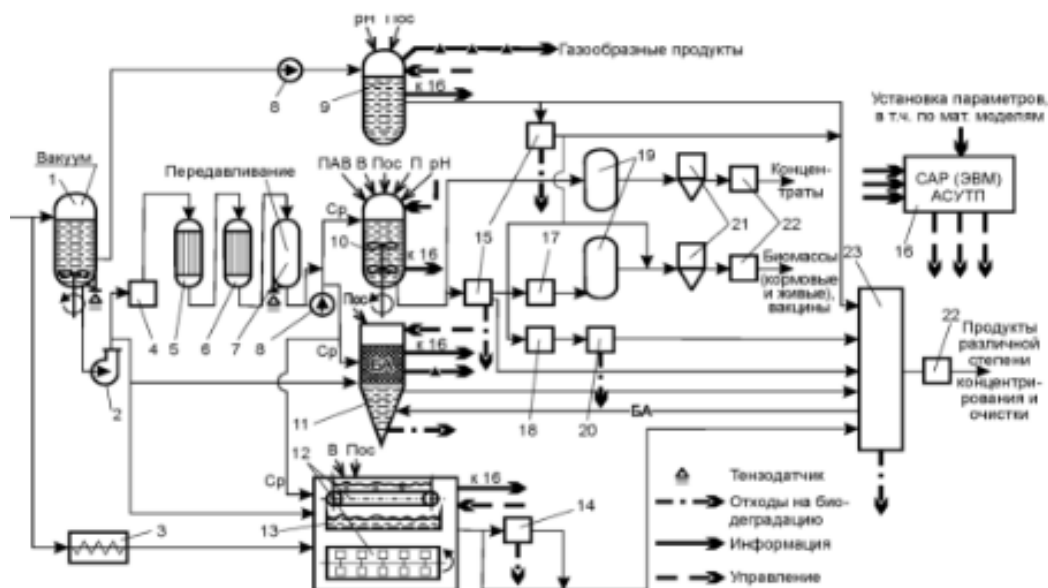 рН Пос
Газообразные продукты
к 16
8
9
Установка параметров,
в т.ч. по мат. моделям
Вакуум
1
Передавливание
ПАВ В Пос П рН
15
19
Концен-
траты
САР (ЭВМ)
АСУТП
Ср
10
21
22
16
к 16
17
Биомассы
(кормовые
и живые),
вакцины
23
4
5
6
7
8
Пос
22
Продукты
различной
степени
концентри-
рования и
очистки
Ср
БА
к 16
2
11
18
20
БА
В Пос
12
Ср
к 16
Тензодатчик
13
14
Отходы на био-
деградацию
3
Информация
Управление